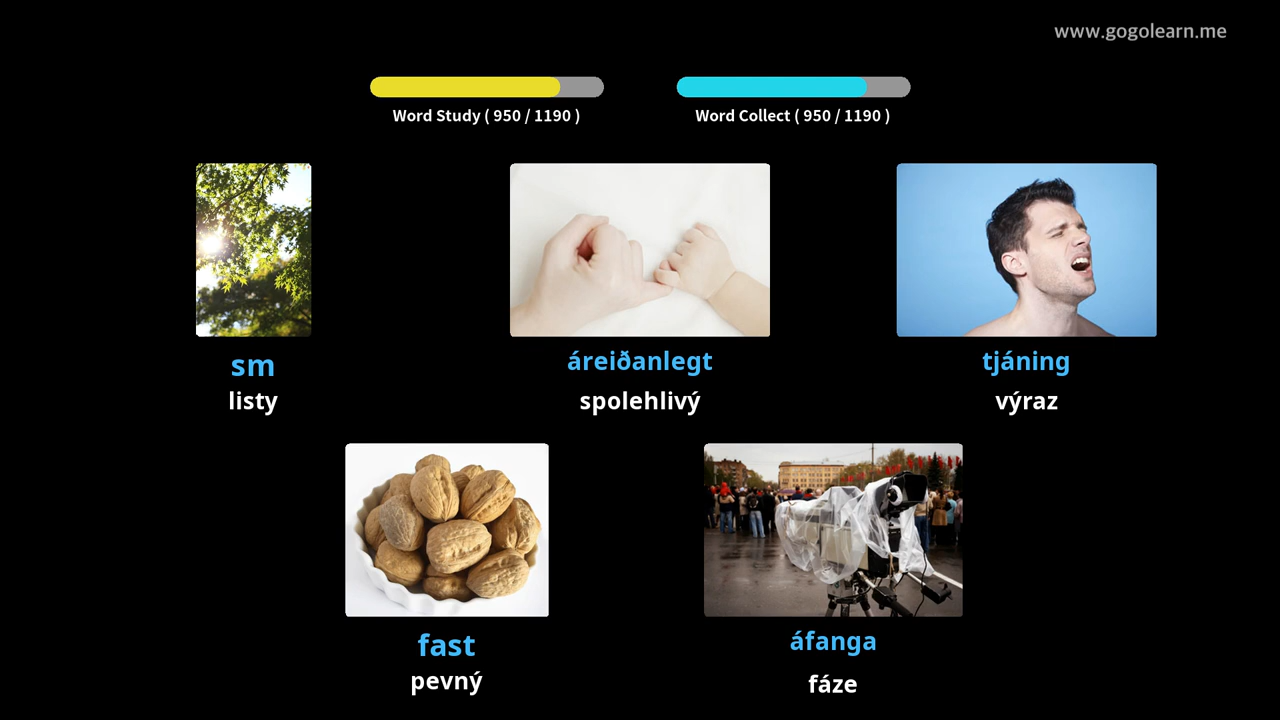 www.gogolearn.me
Word Study ( 950 / 1190 )
Word Collect ( 950 / 1190 )
sm
listy
áreiðanlegt
spolehlivý
tjáning
výraz
fast
pevný
áfanga
fáze